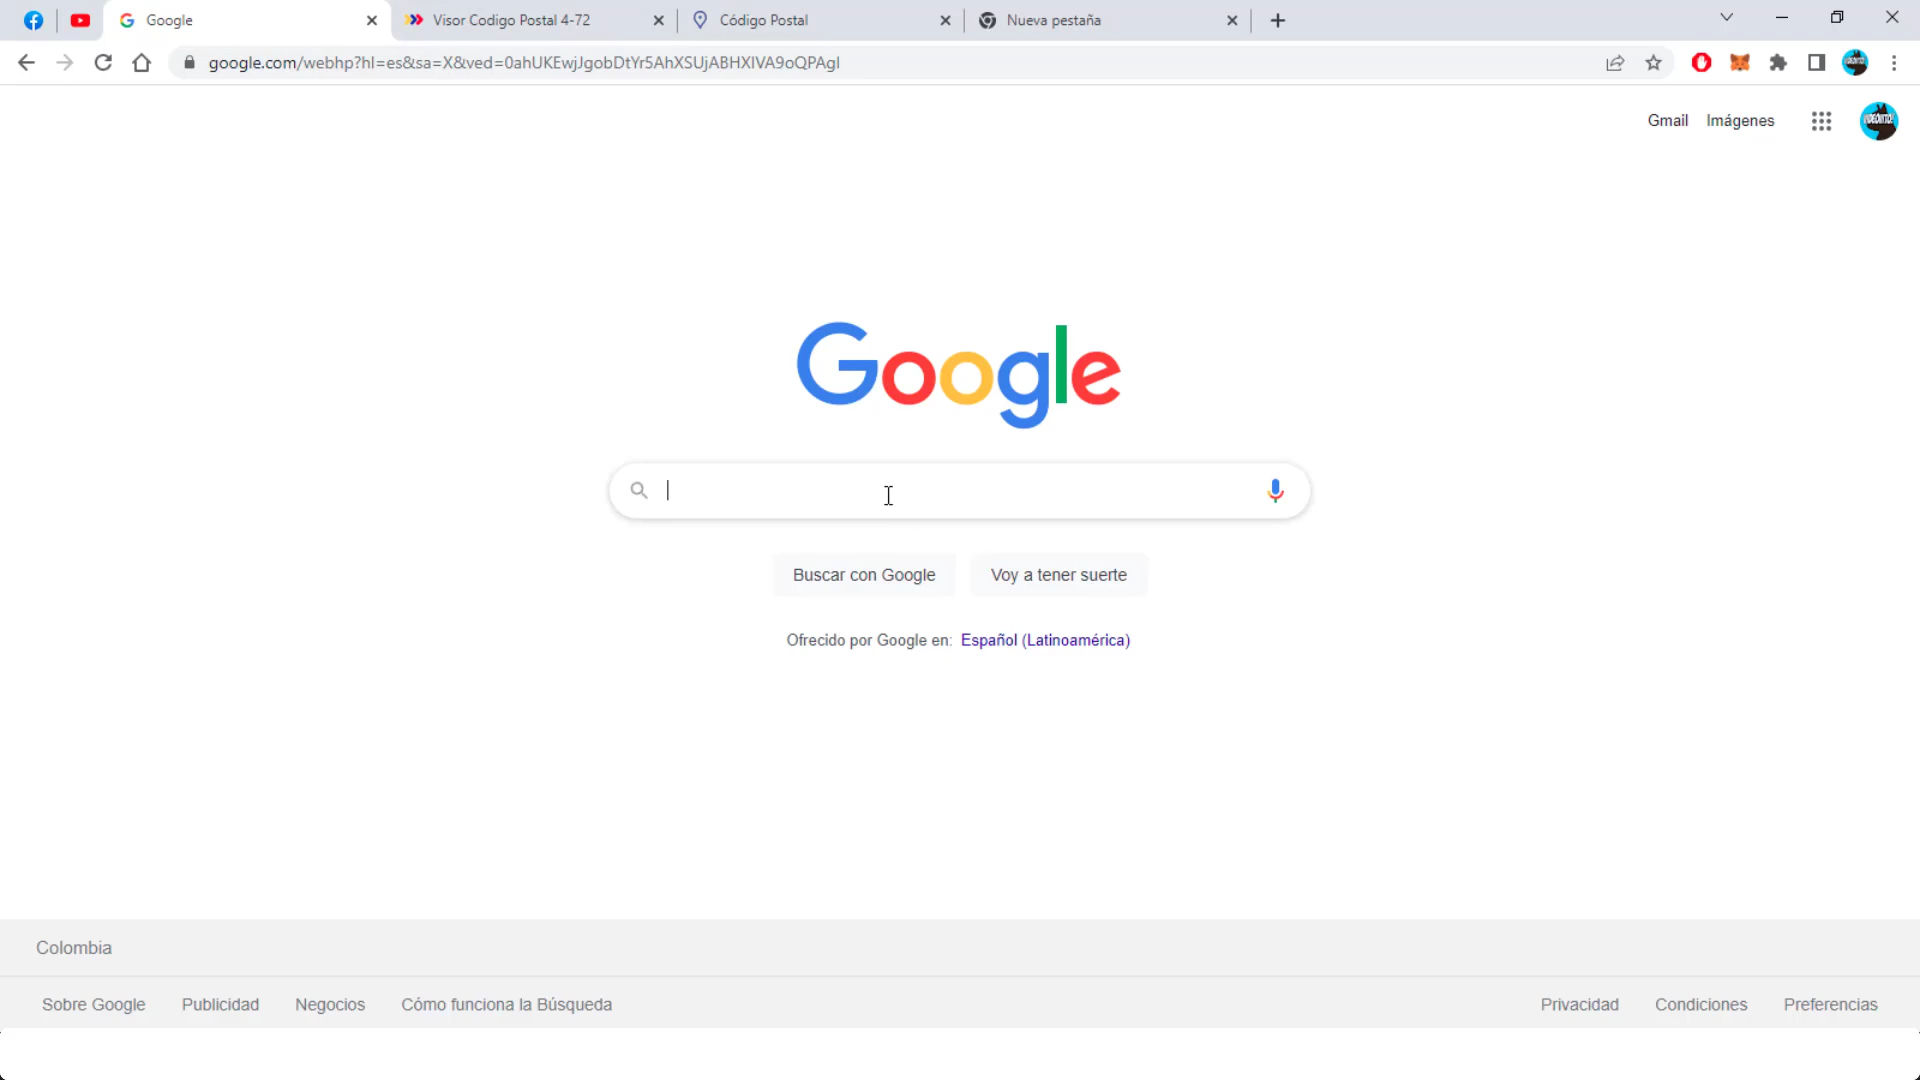 Google
Visor Codigo Postal 4-72
Código Postal
Nueva pestaña
google.com/webhp?hl=es&sa=X&ved=0ahUKEwjJgobDtYr5AhXSUjABHXIVA9oQPAgI
Gmail
Imágenes
Google
Buscar con Google
Voy a tener suerte
Ofrecido por Google en: Español (Latinoamérica)
Colombia
Sobre Google
Publicidad
Negocios
Cómo funciona la Búsqueda
Privacidad
Condiciones
Preferencias